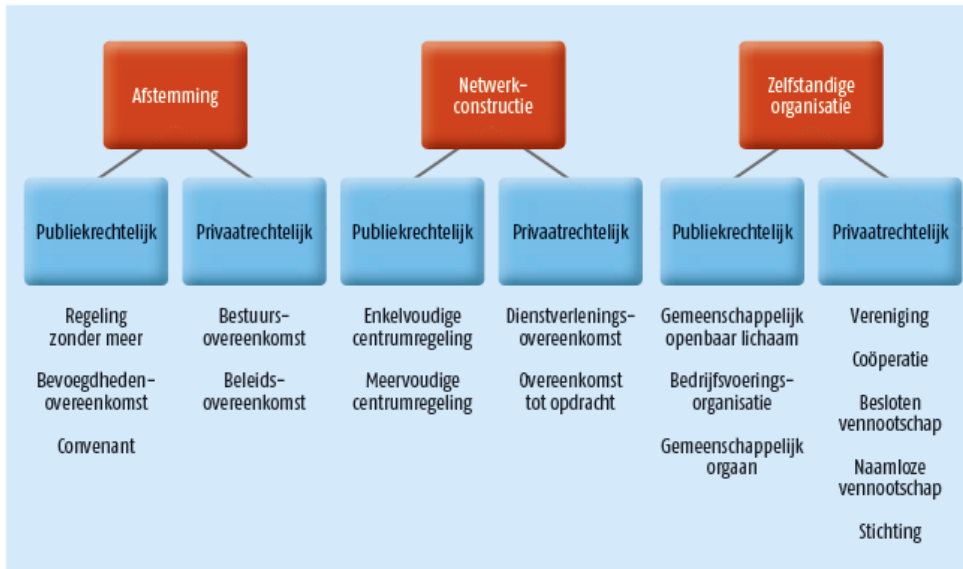 Afstemming
Netwerk-
constructie
Zelfstandige
organisatie
Publiekrechtelijk
Privaatrechtelijk
Publiekrechtelijk
Privaatrechtelijk
Publiekrechtelijk
Privaatrechtelijk
Regeling
zonder meer
Bevoegdheden-
overeenkomst
Convenant
Bestuurs-
overeenkomst
Beleids-
overeenkomst
Enkelvoudige
centrumregeling
Meervoudige
centrumregeling
Dienstverlenings-
overeenkomst
Overeenkomst
tot opdracht
Gemeenschappelijk
openbaar lichaam
Bedrijfsvoerings-
organisatie
Gemeenschappelijk
orgaan
Vereniging
Coöperatie
Besloten
vennootschap
Naamloze
vennootschap
Stichting